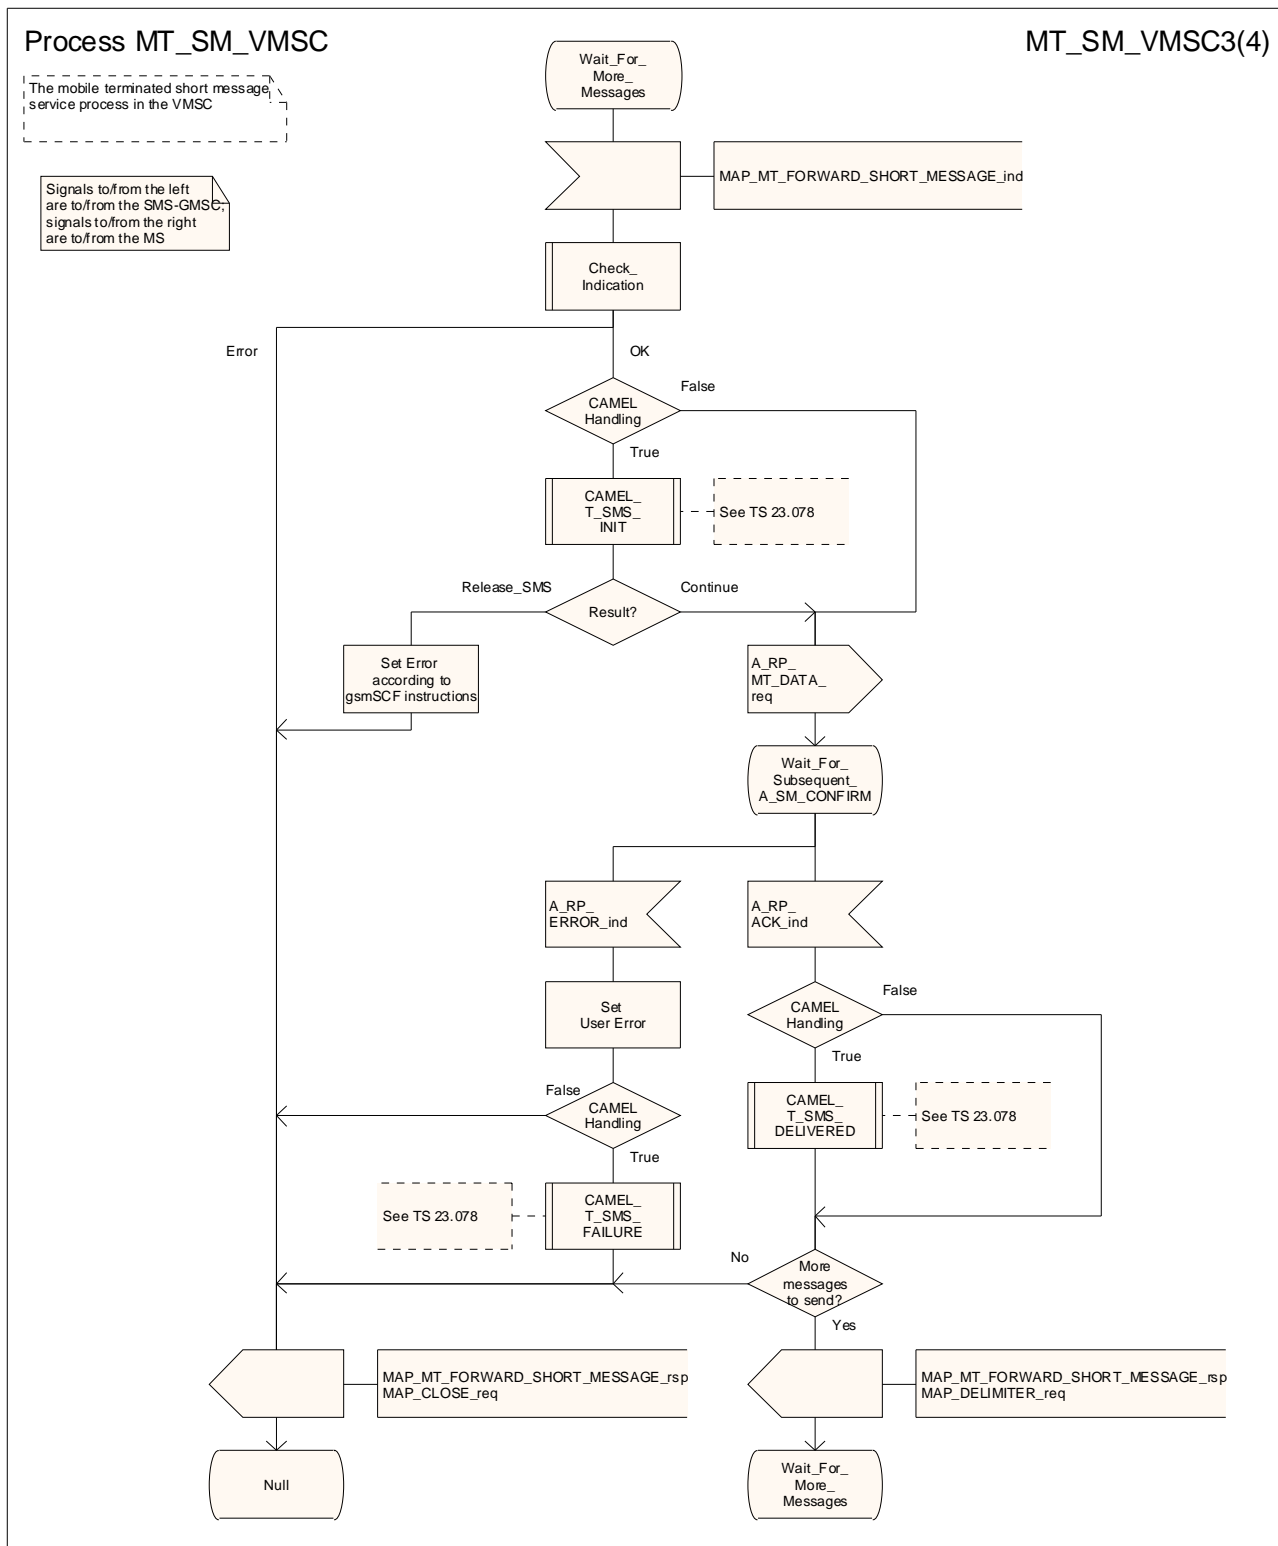 Process MT_SM_VMSC
MT_SM_VMSC3(4)
The mobile terminated short message
service process in the VMSC
Signals to/from the left
are to/from the SMS-GMSC;
signals to/from the right
are to/from the MS
Wait_For_
More_
Messages
MAP_MT_FORWARD_SHORT_MESSAGE_ind
Check_
Indication
Error
OK
CAMEL
Handling
False
True
CAMEL_
T_SMS_
INIT
See TS 23.078
Release_SMS
Result?
Continue
Set Error
according to
gsmSCF instructions
A_RP_
MT_DATA_
req
Wait_For_
Subsequent_
A_SM_CONFIRM
A_RP_
ERROR_ind
A_RP_
ACK_ind
Set
User Error
CAMEL
Handling
False
True
False
CAMEL
Handling
True
CAMEL_
T_SMS_
DELIVERED
See TS 23.078
See TS 23.078
CAMEL_
T_SMS_
FAILURE
No
More
messages
to send?
Yes
MAP_MT_FORWARD_SHORT_MESSAGE_rsp
MAP_CLOSE_req
MAP_MT_FORWARD_SHORT_MESSAGE_rsp
MAP_DELIMITER_req
Null
Wait_For_
More_
Messages